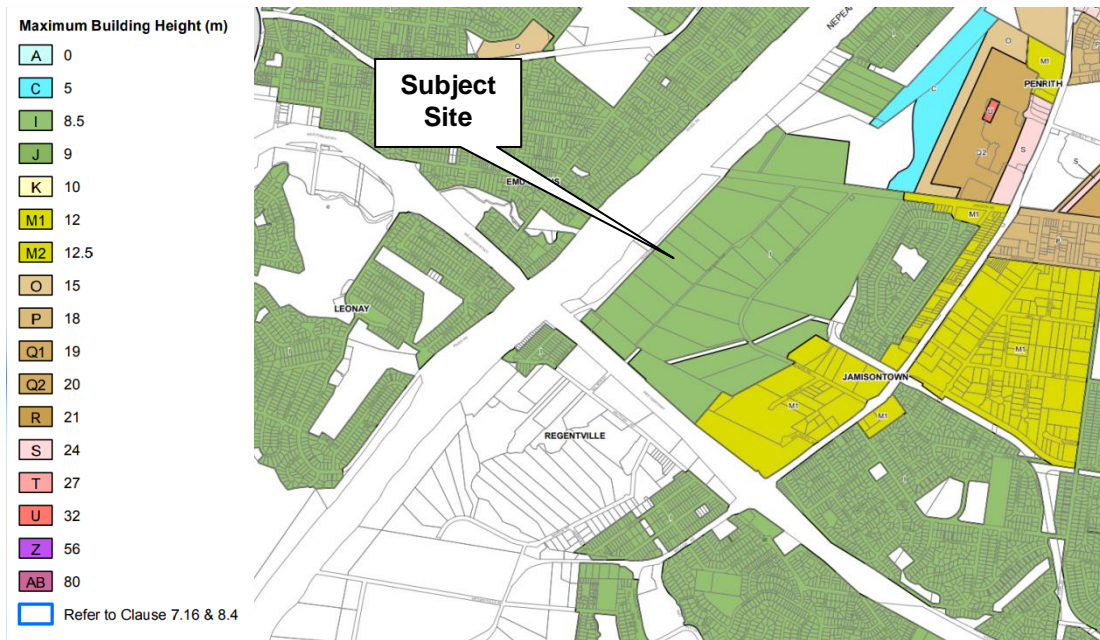 Maximum Building Height (m)
A 0
C 5
I 8.5
J 9
K 10
M1 12
M2 12.5
O 15
P 18
Q1 19
Q2 20
R 21
S 24
T 27
U 32
Z 56
AB 80
Refer to Clause 7.16 & 8.4
Subject
Site
O
C
O
M1
PENRITH
Q2
S
S
I
M1
LEONAY
JAMISONTOWN
M1
M1
M1
REGENTVILLE